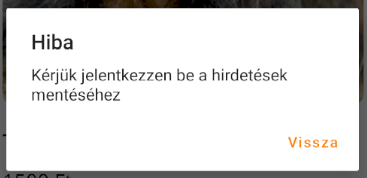 Hiba
Kérjük jelentkezzen be a hirdetések
mentéséhez
Vissza